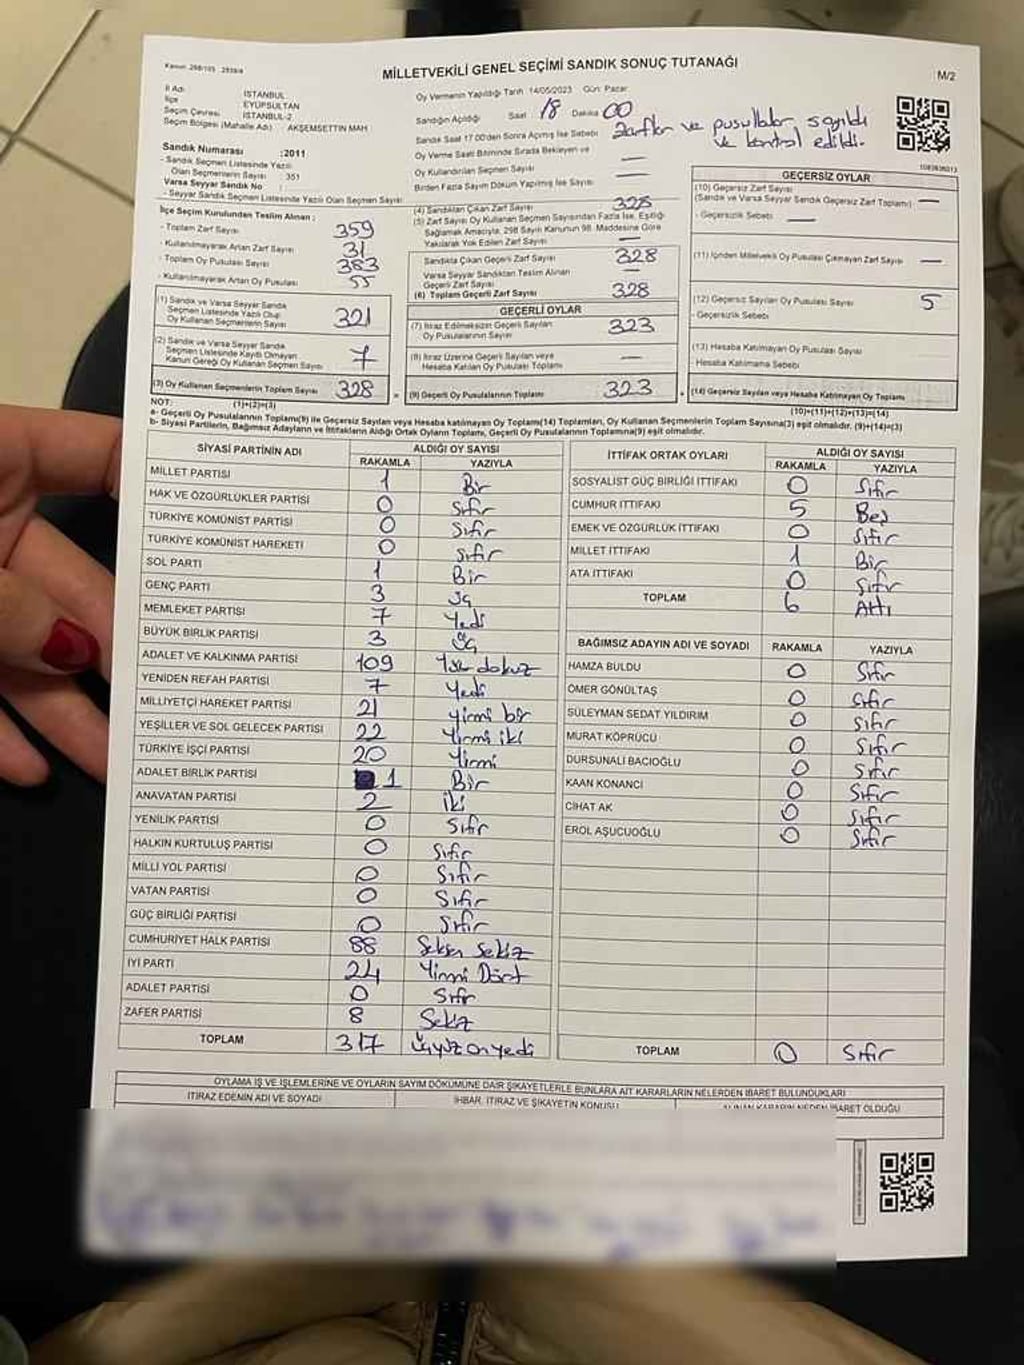 Kanun: 298/105 : 2839/4
MİLLETVEKİLİ GENEL SEÇİMİ SANDIK SONUÇ TUTANAĞI
M/2
İl Adı : İSTANBUL
İlçe : EYÜPSULTAN
Seçim Çevresi : İSTANBUL-2
Seçim Bölgesi (Mahalle Adı) : AKŞEMSETTİN MAH.
Sandık Numarası : 2011
- Sandık Seçmen Listesinde Yazılı Olan Seçmenlerin Sayısı : 351
Varsa Seyyar Sandık No :
- Seyyar Sandık Seçmen Listesinde Yazılı Olan Seçmen Sayısı
Oy Vermenin Yapıldığı Tarih 14/05/2023 Gün: Pazar
Sandığın Açıldığı Saat 18 Dakika 00
Sandık Saat 17.00'den Sonra Açılmış İse Sebebi: Zarflar ve pusullalar sayıldı
ve kontrol edildi.
Oy Verme Saati Bitiminde Sırada Bekleyen ve
Oy Kullandırılan Seçmen Sayısı —
Birden Fazla Sayım Döküm Yapılmış İse Sayısı —
İlçe Seçim Kurulundan Teslim Alınan :
- Toplam Zarf Sayısı 359
- Kullanılmayarak Artan Zarf Sayısı 31
- Toplam Oy Pusulası Sayısı 383
- Kullanılmayarak Artan Oy Pusulası 55
(1) Sandık ve Varsa Seyyar Sandık
Seçmen Listesinde Yazılı Olup
Oy Kullanan Seçmenlerin Sayısı 321
(2) Sandık ve Varsa Seyyar Sandık
Seçmen Listesinde Kayıtlı Olmayan
Kanun Gereği Oy Kullanan Seçmen Sayısı 7
(3) Oy Kullanan Seçmenlerin Toplam Sayısı 328
(1)+(2)=(3)
(4) Sandıktan Çıkan Zarf Sayısı 328
(5) Zarf Sayısı Oy Kullanan Seçmen Sayısından Fazla İse, Eşitliği
Sağlamak Amacıyla, 298 Sayılı Kanunun 98. Maddesine Göre
Yakılarak Yok Edilen Zarf Sayısı —
Sandıkta Çıkan Geçerli Zarf Sayısı 328
Varsa Seyyar Sandıktan Teslim Alınan
Geçerli Zarf Sayısı —
(6) Toplam Geçerli Zarf Sayısı 328
GEÇERLİ OYLAR
(7) İtiraz Edilmeksizin Geçerli Sayılan
Oy Pusulalarının Sayısı 323
(8) İtiraz Üzerine Geçerli Sayılan veya
Hesaba Katılan Oy Pusulası Toplamı —
(9) Geçerli Oy Pusulalarının Toplamı 323
GEÇERSİZ OYLAR
(10) Geçersiz Zarf Sayısı
(Sandık ve Varsa Seyyar Sandık Geçersiz Zarf Toplamı) —
- Geçersizlik Sebebi —
(11) İçinden Milletvekili Oy Pusulası Çıkmayan Zarf Sayısı —
(12) Geçersiz Sayılan Oy Pusulası Sayısı 5
- Geçersizlik Sebebi
(13) Hesaba Katılmayan Oy Pusulası Sayısı
- Hesaba Katılmama Sebebi
(14) Geçersiz Sayılan veya Hesaba Katılmayan Oy Toplamı
(10)+(11)+(12)+(13)=(14)
NOT:
a- Geçerli Oy Pusulalarının Toplamı(9) ile Geçersiz Sayılan veya Hesaba katılmayan Oy Toplamı(14) Toplamları, Oy Kullanan Seçmenlerin Toplam Sayısına(3) eşit olmalıdır. (9)+(14)=(3)
b- Siyasi Partilerin, Bağımsız Adayların ve İttifakların Aldığı Ortak Oyların Toplamı, Geçerli Oy Pusulalarının Toplamına(9) eşit olmalıdır.
SİYASİ PARTİNİN ADI ALDIĞI OY SAYISI
RAKAMLA YAZIYLA
MİLLET PARTİSİ 1 Bir
HAK VE ÖZGÜRLÜKLER PARTİSİ 0 Sıfır
TÜRKİYE KOMÜNİST PARTİSİ 0 Sıfır
TÜRKİYE KOMÜNİST HAREKETİ 0 Sıfır
SOL PARTİ 1 Bir
GENÇ PARTİ 3 Üç
MEMLEKET PARTİSİ 7 Yedi
BÜYÜK BİRLİK PARTİSİ 3 Üç
ADALET VE KALKINMA PARTİSİ 109 Yüz dokuz
YENİDEN REFAH PARTİSİ 7 Yedi
MİLLİYETÇİ HAREKET PARTİSİ 21 Yirmi bir
YEŞİLLER VE SOL GELECEK PARTİSİ 22 Yirmi iki
TÜRKİYE İŞÇİ PARTİSİ 20 Yirmi
ADALET BİRLİK PARTİSİ 1 Bir
ANAVATAN PARTİSİ 2 İki
YENİLİK PARTİSİ 0 Sıfır
HALKIN KURTULUŞ PARTİSİ 0 Sıfır
MİLLİ YOL PARTİSİ 0 Sıfır
VATAN PARTİSİ 0 Sıfır
GÜÇ BİRLİĞİ PARTİSİ 0 Sıfır
CUMHURİYET HALK PARTİSİ 88 Seksen Sekiz
İYİ PARTİ 24 Yirmi Dört
ADALET PARTİSİ 0 Sıfır
ZAFER PARTİSİ 8 Sekiz
TOPLAM 317 Üçyüz onyedi
İTTİFAK ORTAK OYLARI ALDIĞI OY SAYISI
RAKAMLA YAZIYLA
SOSYALİST GÜÇ BİRLİĞİ İTTİFAKI 0 Sıfır
CUMHUR İTTİFAKI 5 Beş
EMEK VE ÖZGÜRLÜK İTTİFAKI 0 Sıfır
MİLLET İTTİFAKI 1 Bir
ATA İTTİFAKI 0 Sıfır
TOPLAM 6 Altı
BAĞIMSIZ ADAYIN ADI VE SOYADI RAKAMLA YAZIYLA
HAMZA BULDU 0 Sıfır
ÖMER GÖNÜLTAŞ 0 Sıfır
SÜLEYMAN SEDAT YILDIRIM 0 Sıfır
MURAT KÖPRÜCÜ 0 Sıfır
DURSUNALİ BACIOĞLU 0 Sıfır
KAAN KONANCI 0 Sıfır
CİHAT AK 0 Sıfır
EROL AŞUCUOĞLU 0 Sıfır
TOPLAM 0 Sıfır
OYLAMA İŞ VE İŞLEMLERİNE VE OYLARIN SAYIM DÖKÜMÜNE DAİR ŞİKAYETLERLE BUNLARA AİT KARARLARIN NELERDEN İBARET BULUNDUKLARI
İTİRAZ EDENİN ADI VE SOYADI İHBAR, İTİRAZ VE ŞİKAYETİN KONUSU ALINAN KARARIN NEDEN İBARET OLDUĞU